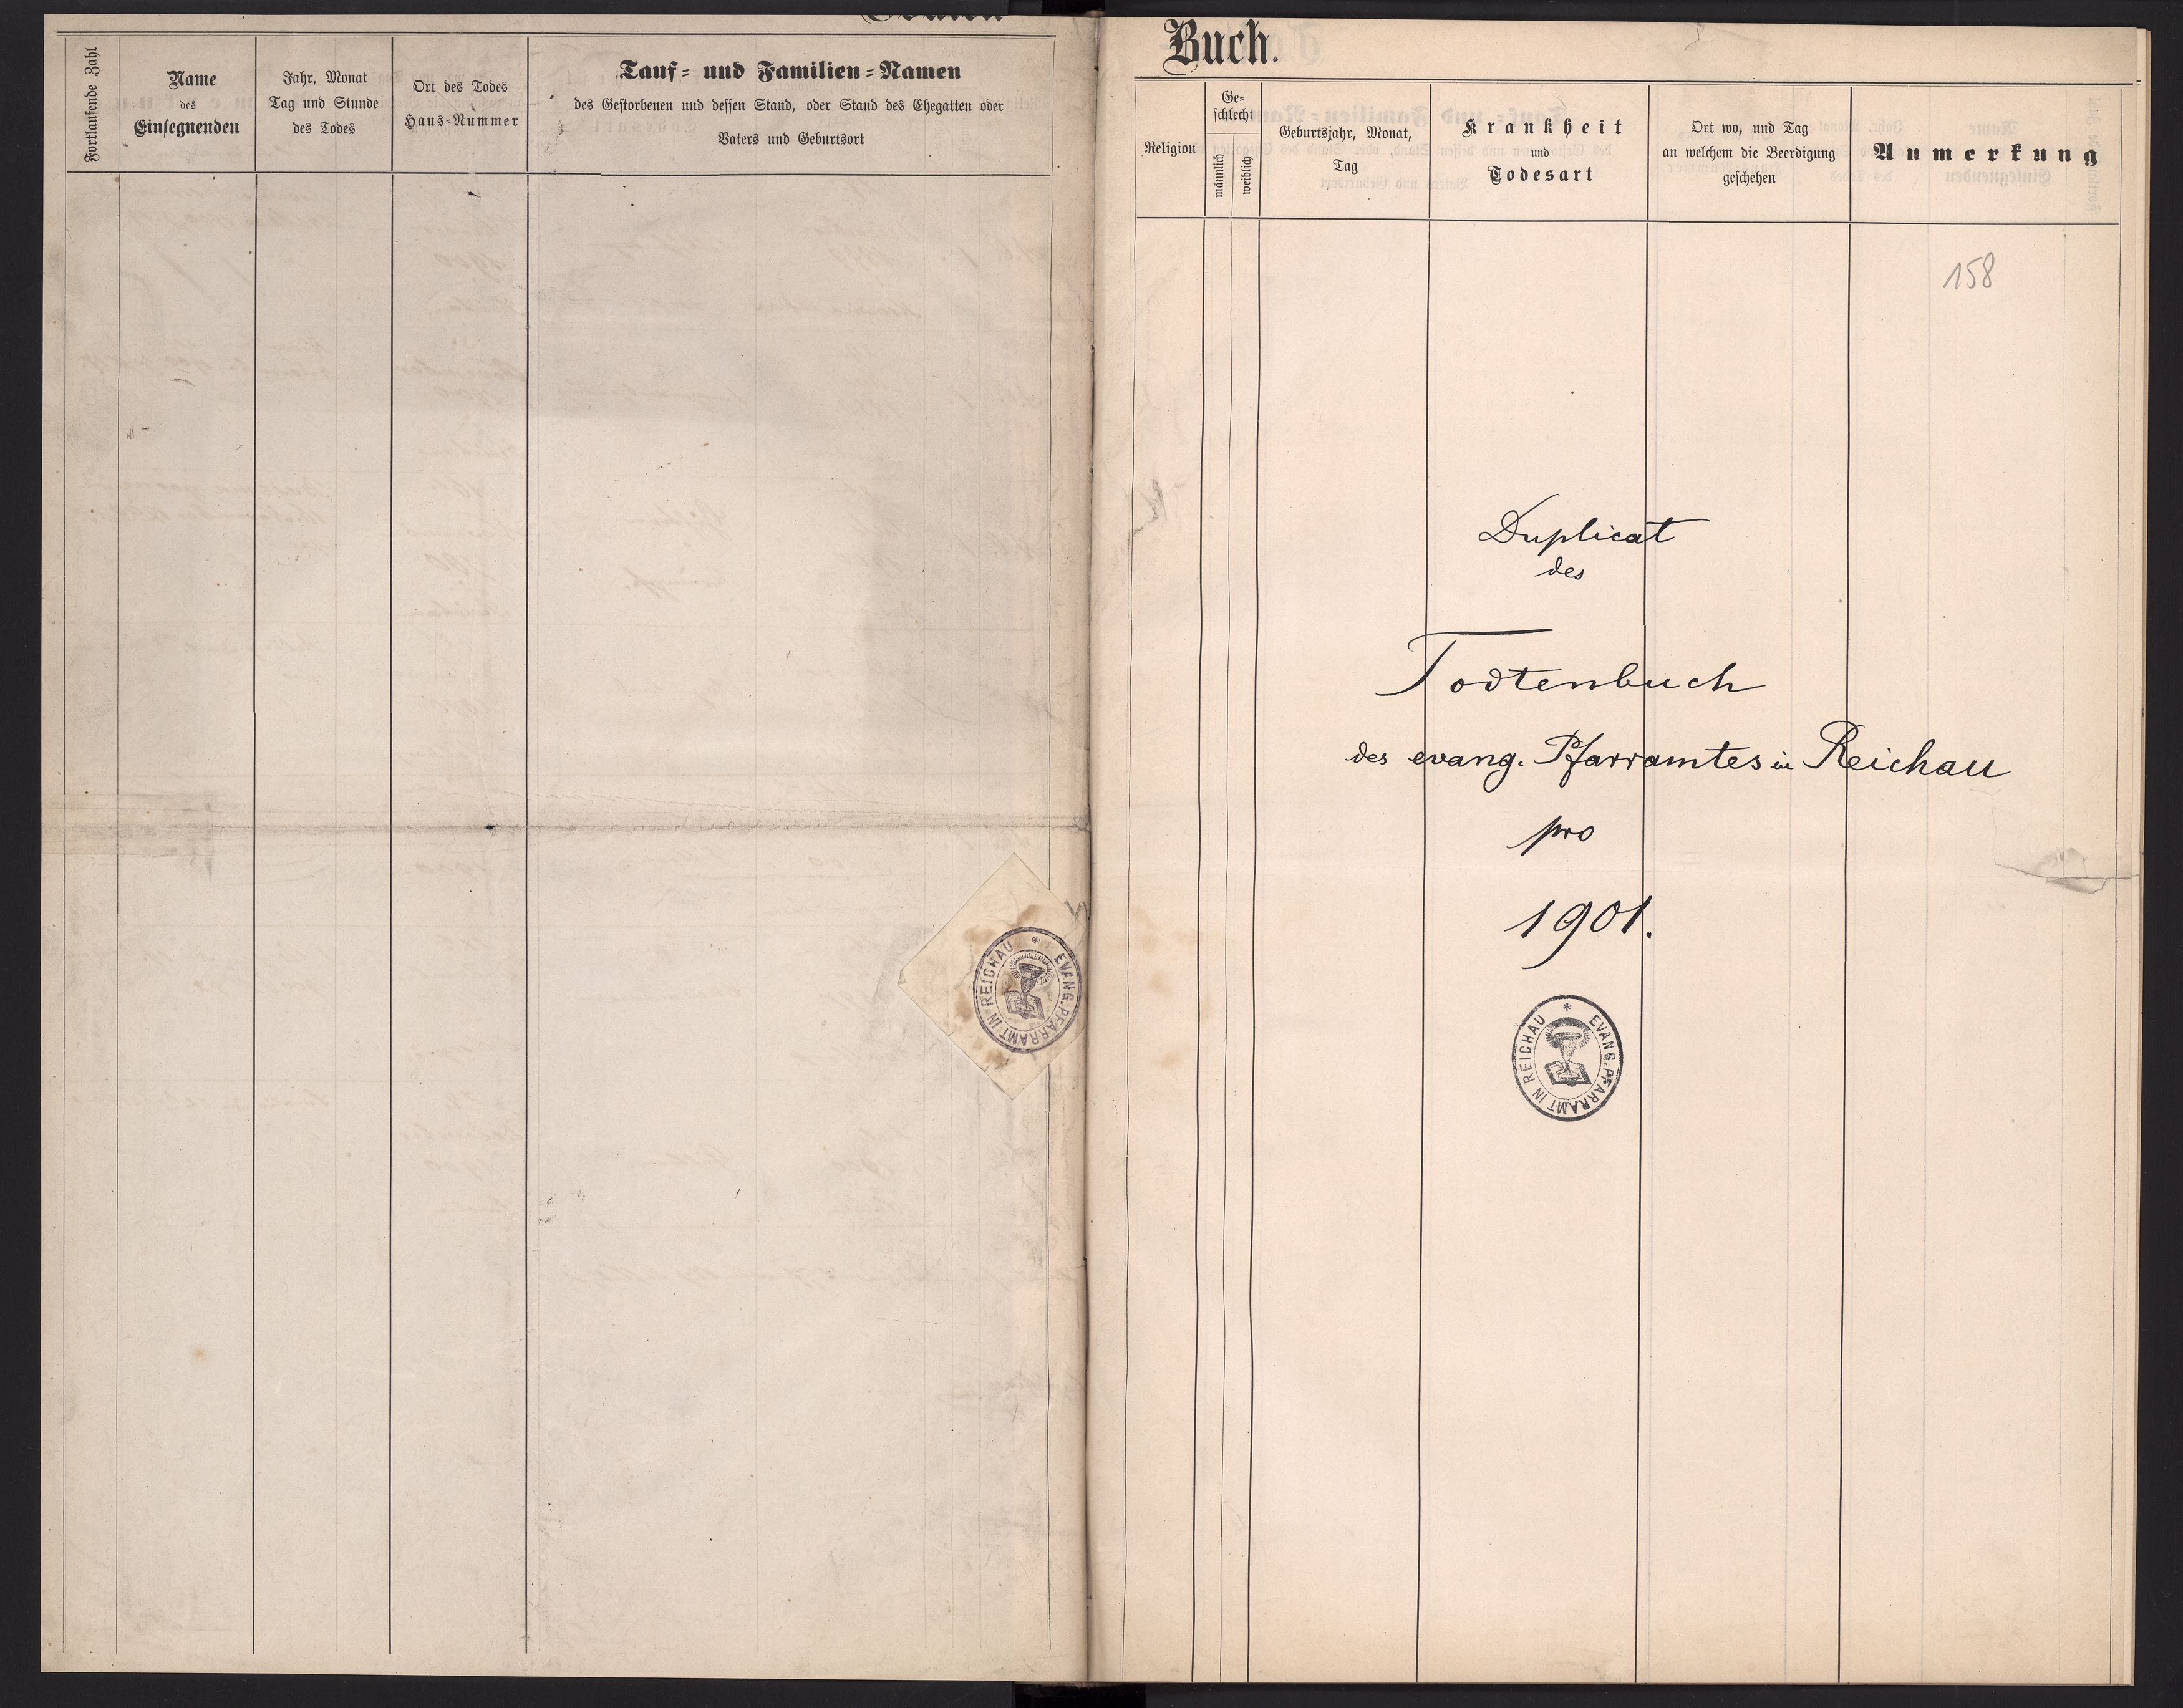 Todten
Fortlaufende Zahl
Name
des
Einsegnenden
Jahr, Monat
Tag und Stunde
des Todes
Ort des Todes
Haus-Nummer
Tauf- und Familien-Namen
des Gestorbenen und dessen Stand, oder Stand des Ehegatten oder
Vaters und Geburtsort
EVANG. PFARRAMT IN REICHAU *
Buch.
Religion
Ge-
schlecht
männlich
weiblich
Geburtsjahr, Monat,
Tag
Krankheit
und
Todesart
Ort wo, und Tag
an welchem die Beerdigung
geschehen
Anmerkung
158
Duplicat
des
Todtenbuch
des evang. Pfarramtes in Reichau
pro
1901.
EVANG. PFARRAMT IN REICHAU *